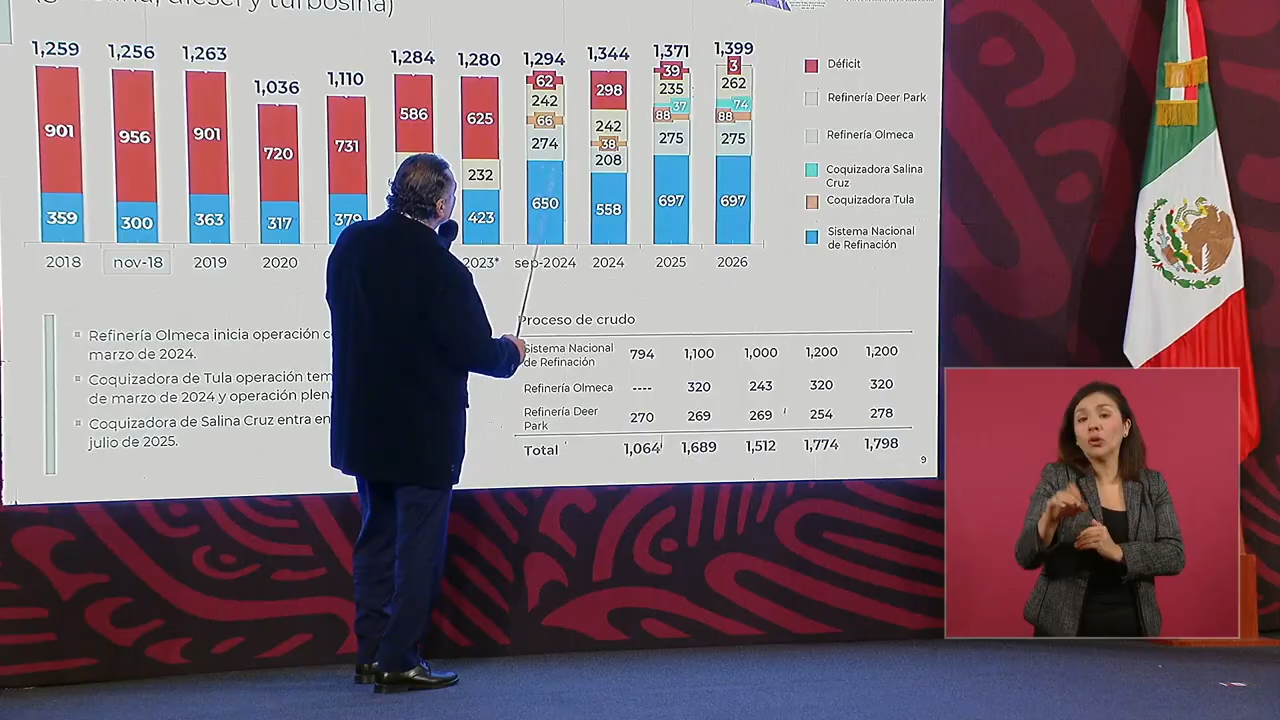 (gasolina, diésel y turbosina)
1,259
1,256
1,263
1,036
1,110
1,284
1,280
1,294
1,344
1,371
1,399
901
956
901
720
731
586
625
62
298
39
3
232
242
242
235
262
37
74
66
38
88
88
274
208
275
275
359
300
363
317
379
423
650
558
697
697
2018
nov-18
2019
2020
2023*
sep-2024
2024
2025
2026
Déficit
Refinería Deer Park
Refinería Olmeca
Coquizadora Salina
Cruz
Coquizadora Tula
Sistema Nacional
de Refinación
Refinería Olmeca inicia operación
marzo de 2024.
Coquizadora de Tula operación
de marzo de 2024 y operación
Coquizadora de Salina Cruz entra
julio de 2025.
Proceso de crudo
Sistema Nacional
de Refinación 794 1,100 1,000 1,200 1,200
Refinería Olmeca ---- 320 243 320 320
Refinería Deer
Park 270 269 269 254 278
Total 1,064 1,689 1,512 1,774 1,798
9